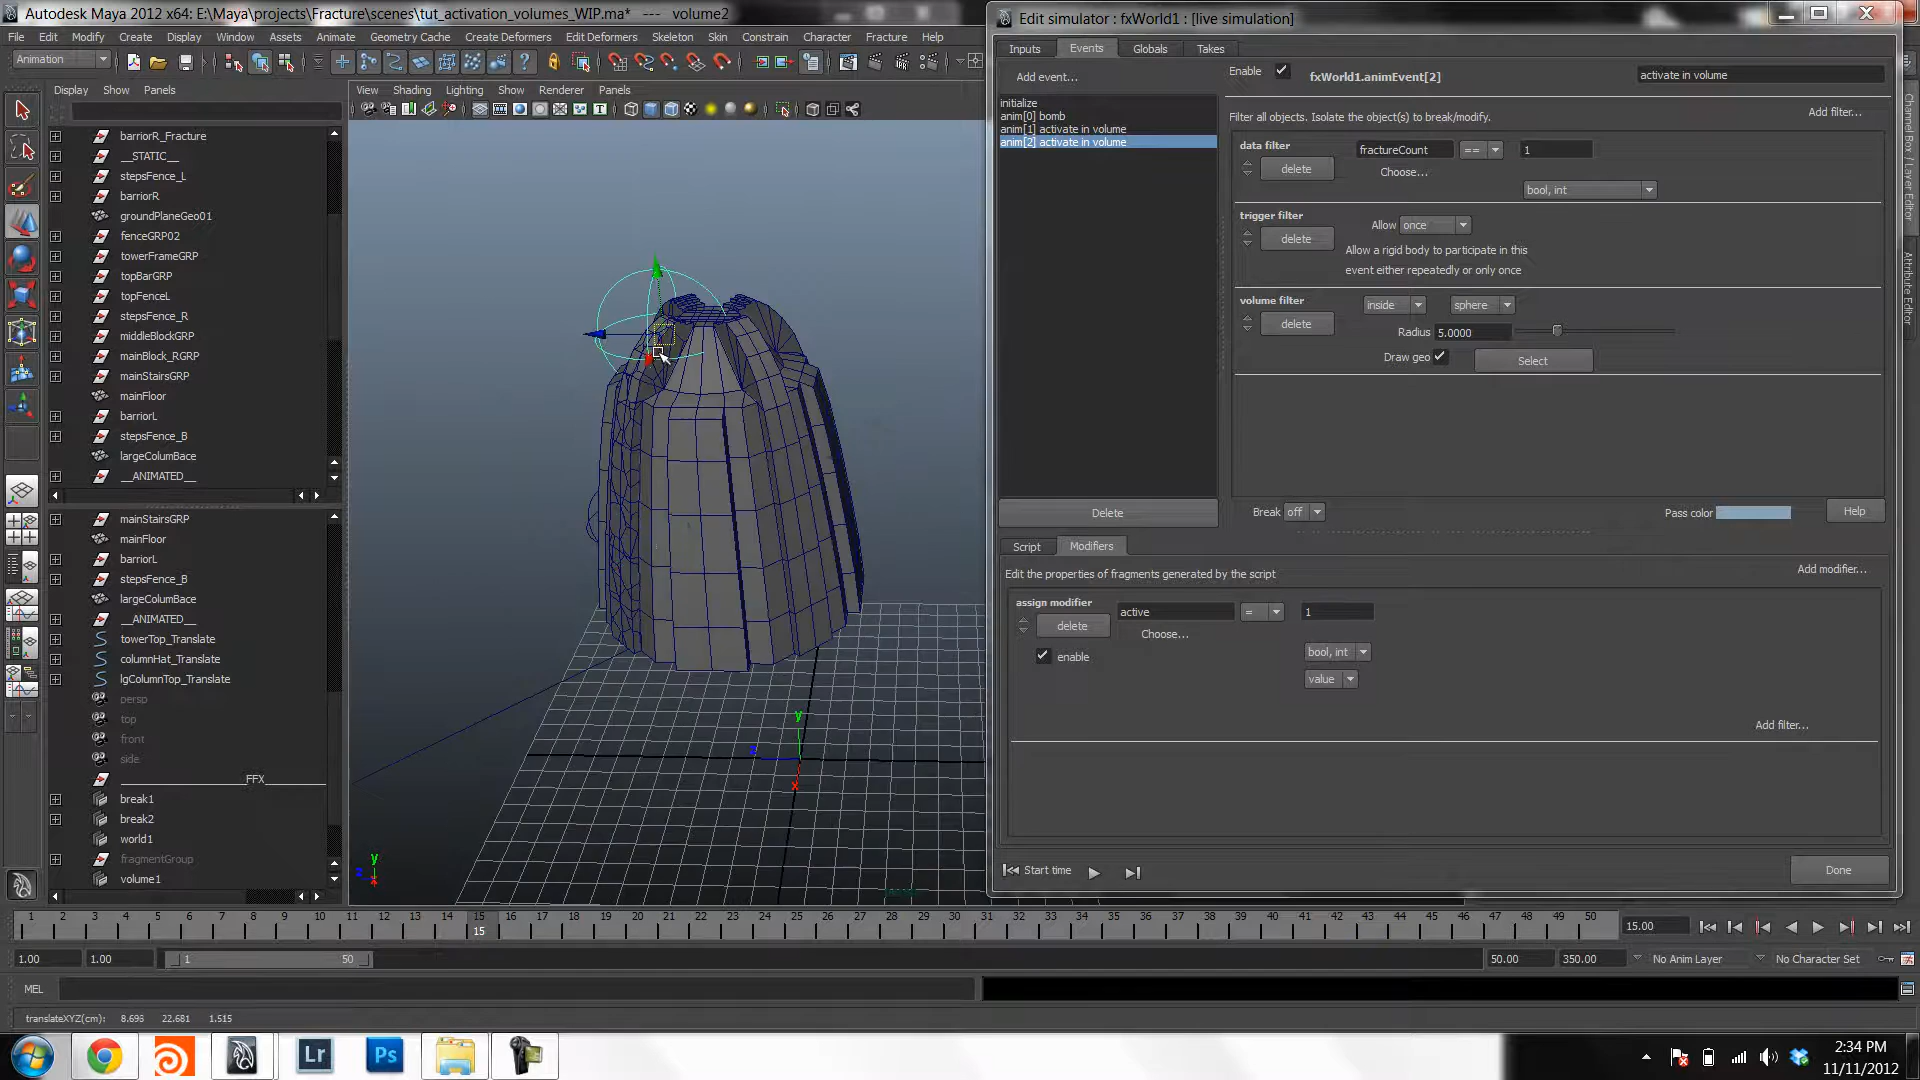 Autodesk Maya 2012 x64: E:\Maya\projects\Fracture\scenes\tut_activation_volumes_WIP.ma* --- volume2
File Edit Modify Create Display Window Assets Animate Geometry Cache Create Deformers Edit Deformers Skeleton Skin Constrain Character Fracture Help
Animation
Display Show Panels
barriorR_Fracture
__STATIC__
stepsFence_L
barriorR
groundPlaneGeo01
fenceGRP02
towerFrameGRP
topBarGRP
topFenceL
stepsFence_R
middleBlockGRP
mainBlock_RGRP
mainStairsGRP
mainFloor
barriorL
stepsFence_B
largeColumBace
__ANIMATED__
mainStairsGRP
mainFloor
barriorL
stepsFence_B
largeColumBace
__ANIMATED__
towerTop_Translate
columnHat_Translate
lgColumnTop_Translate
persp
top
front
side
____________________FFX__________
break1
break2
world1
fragmentGroup
volume1
View Shading Lighting Show Renderer Panels
y
z
x
y
z
x
Edit simulator : fxWorld1 : [live simulation]
Inputs Events Globals Takes
Add event...
initialize
anim[0] bomb
anim[1] activate in volume
anim[2] activate in volume
Delete
Enable fxWorld1.animEvent[2] activate in volume
Filter all objects. Isolate the object(s) to break/modify. Add filter...
data filter fractureCount == 1
delete Choose...
bool, int
trigger filter Allow once
delete
Allow a rigid body to participate in this
event either repeatedly or only once
volume filter inside sphere
delete Radius 5.0000
Draw geo Select
Break off Pass color Help
Script Modifiers
Edit the properties of fragments generated by the script Add modifier...
assign modifier active = 1
delete Choose...
enable bool, int
value
Add filter...
Start time Done
Channel Box / Layer Editor
Attribute Editor
1 2 3 4 5 6 7 8 9 10 11 12 13 14 15 16 17 18 19 20 21 22 23 24 25 26 27 28 29 30 31 32 33 34 35 36 37 38 39 40 41 42 43 44 45 46 47 48 49 50
15
15.00
1.00 1.00 1 50 50.00 350.00 No Anim Layer No Character Set
MEL
translateXYZ(cm): 8.693 22.681 1.515
Lr Ps
2:34 PM
11/11/2012